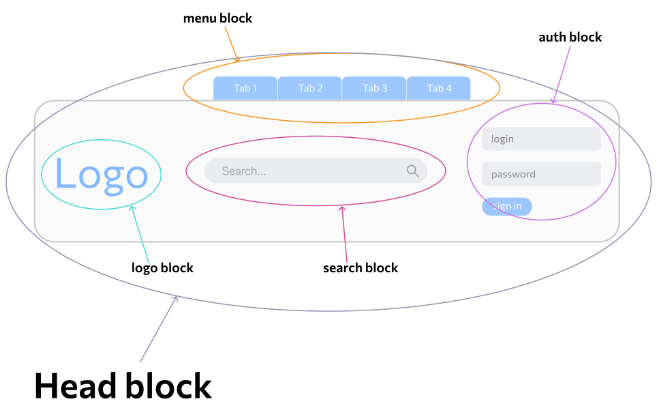 menu block
auth block
Tab 1
Tab 2
Tab 3
Tab 4
login
Logo
Search...
password
sign in
logo block
search block
Head block